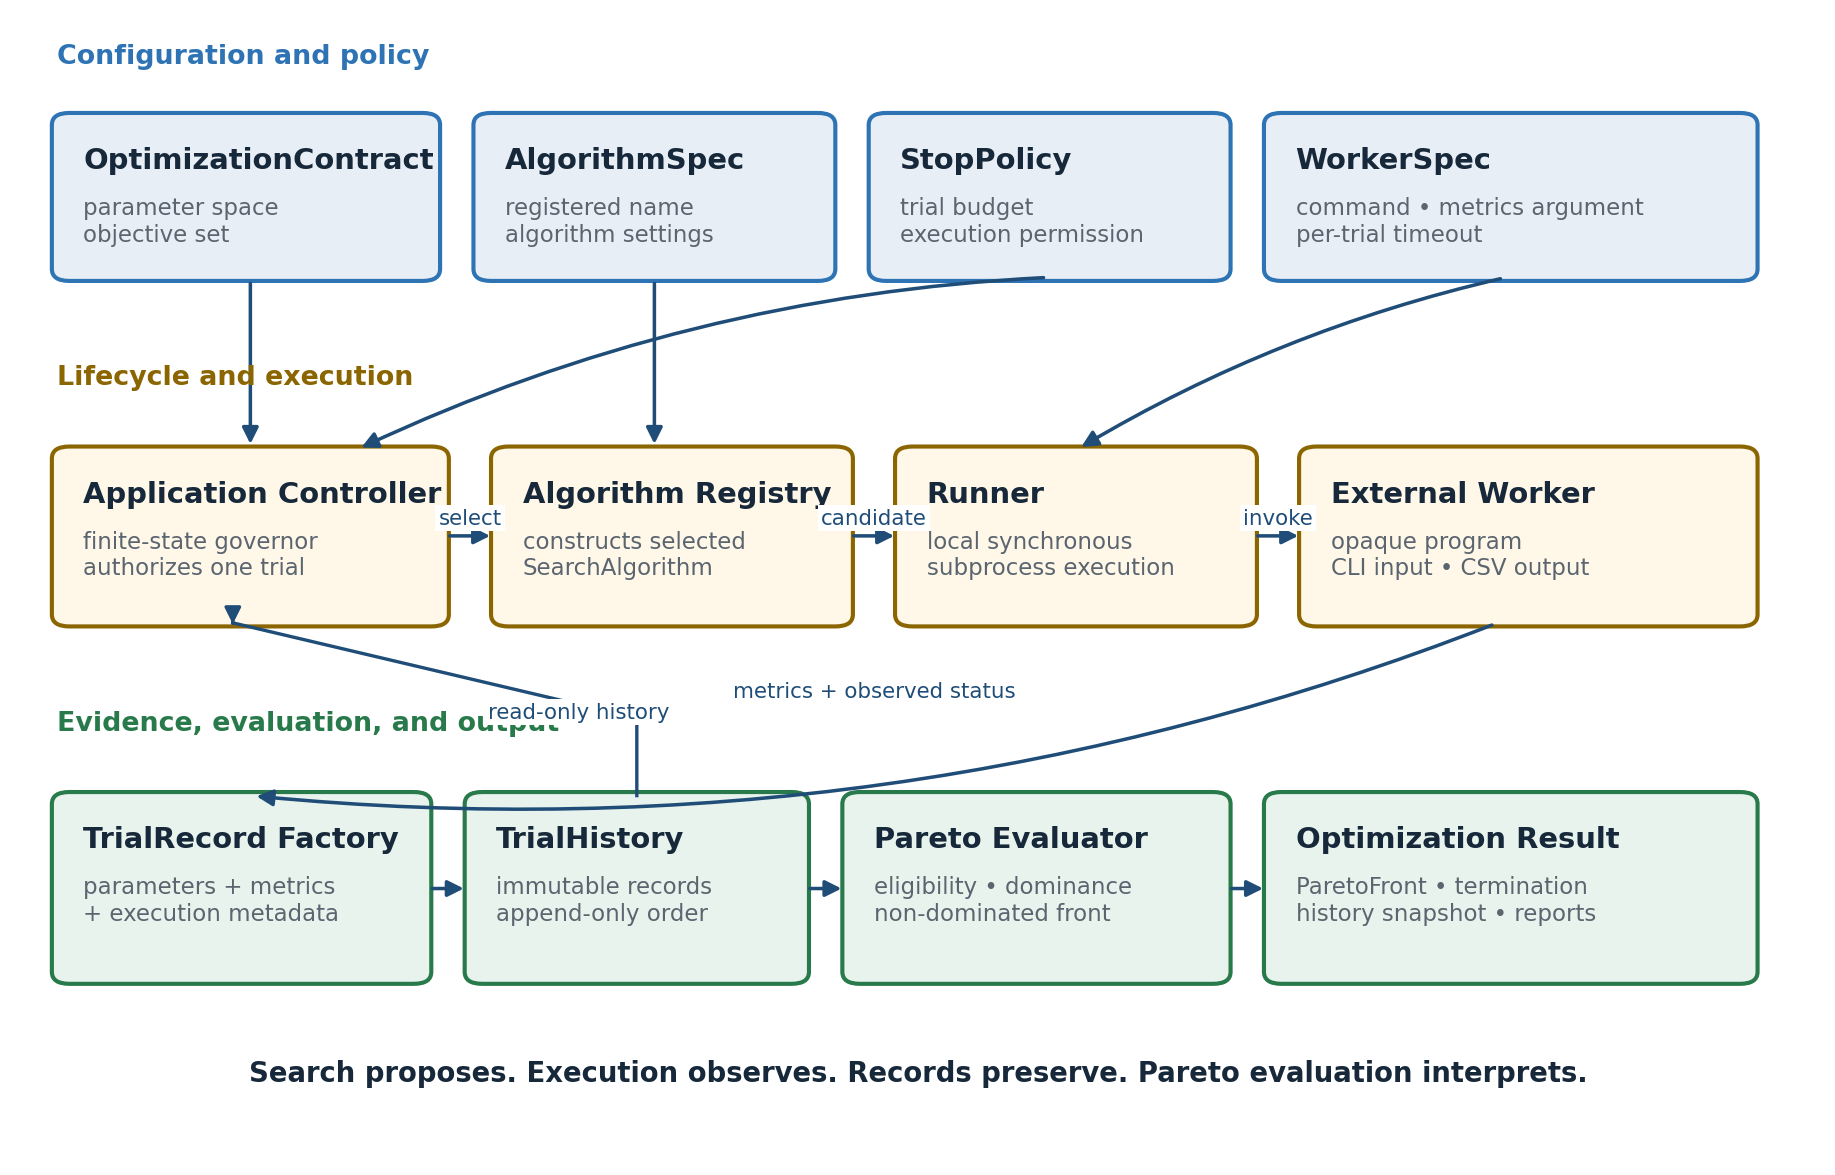 Configuration and policy
OptimizationContract
parameter space
objective set
AlgorithmSpec
registered name
algorithm settings
StopPolicy
trial budget
execution permission
WorkerSpec
command • metrics argument
per-trial timeout
Lifecycle and execution
Application Controller
finite-state governor
authorizes one trial
select
Algorithm Registry
constructs selected
SearchAlgorithm
candidate
Runner
local synchronous
subprocess execution
invoke
External Worker
opaque program
CLI input • CSV output
metrics + observed status
read-only history
Evidence, evaluation, and output
TrialRecord Factory
parameters + metrics
+ execution metadata
TrialHistory
immutable records
append-only order
Pareto Evaluator
eligibility • dominance
non-dominated front
Optimization Result
ParetoFront • termination
history snapshot • reports
Search proposes. Execution observes. Records preserve. Pareto evaluation interprets.